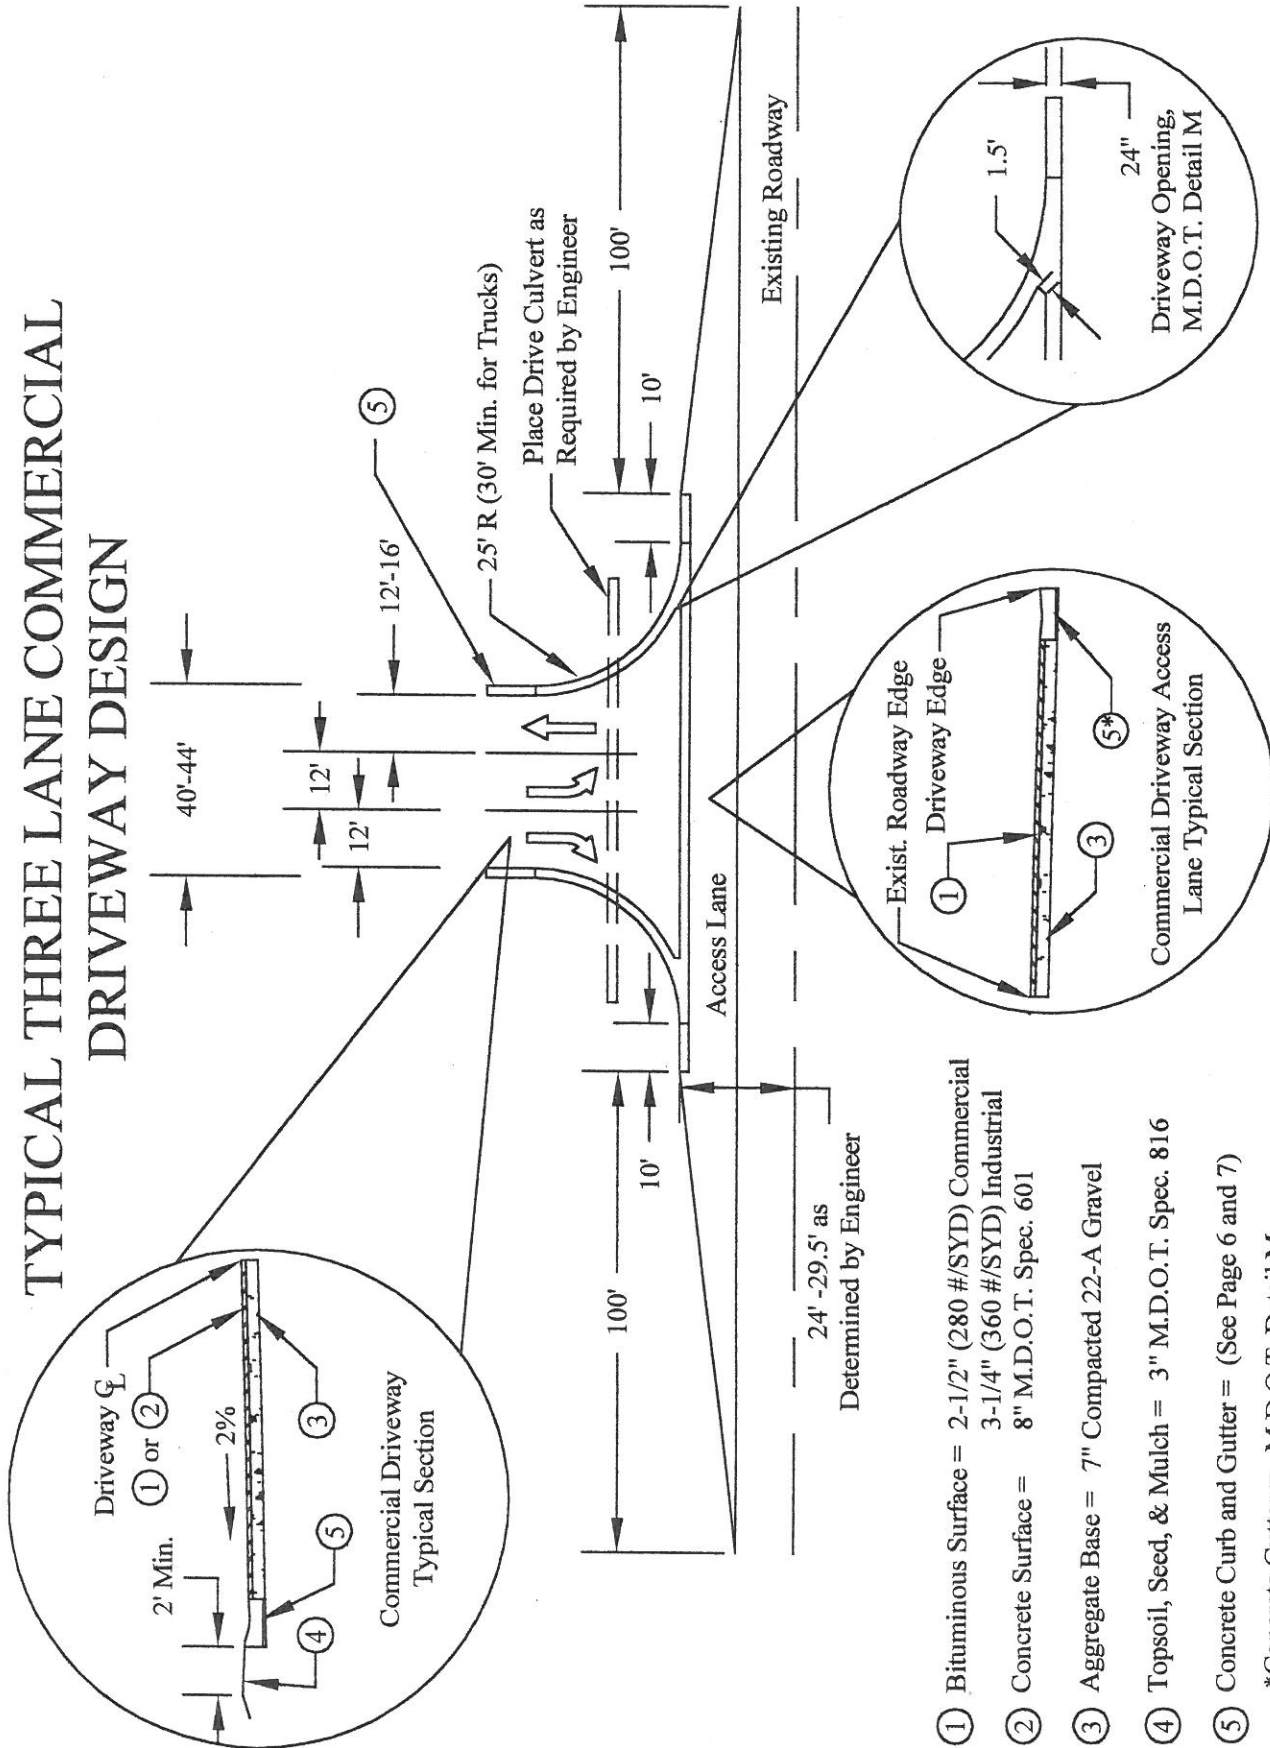 TYPICAL THREE LANE COMMERCIAL
DRIVEWAY DESIGN
40'-44'
12'
12'
12'-16'
5
25' R (30' Min. for Trucks)
Place Drive Culvert as
Required by Engineer
100'
10'
Existing Roadway
Access Lane
100'
10'
24' -29.5' as
Determined by Engineer
Driveway ℄
1 or 2
2%
2' Min.
3
4
5
Commercial Driveway
Typical Section
Exist. Roadway Edge
Driveway Edge
1
3
5*
Commercial Driveway Access
Lane Typical Section
1.5'
24"
Driveway Opening,
M.D.O.T. Detail M
1 Bituminous Surface = 2-1/2" (280 #/SYD) Commercial
3-1/4" (360 #/SYD) Industrial
2 Concrete Surface = 8" M.D.O.T. Spec. 601
3 Aggregate Base = 7" Compacted 22-A Gravel
4 Topsoil, Seed, & Mulch = 3" M.D.O.T. Spec. 816
5 Concrete Curb and Gutter = (See Page 6 and 7)